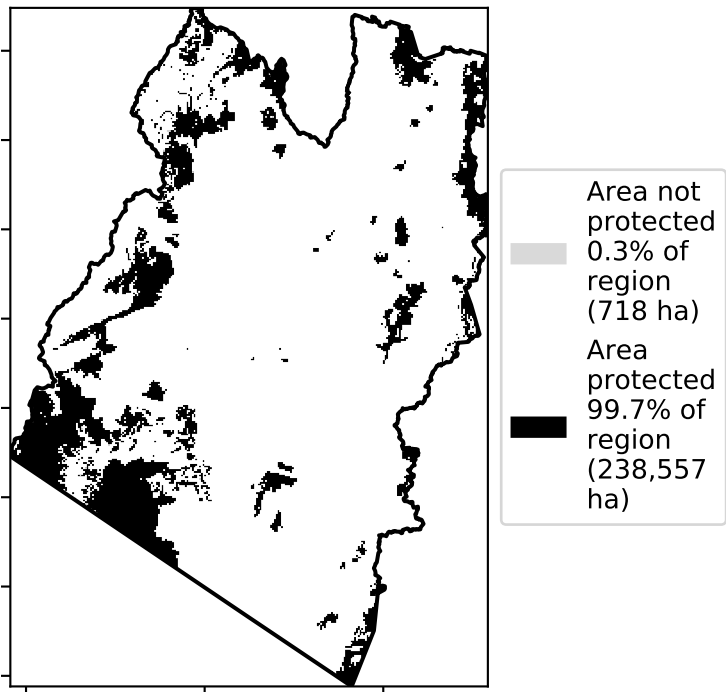 Area not
protected
0.3% of
region
(718 ha)
Area
protected
99.7% of
region
(238,557
ha)